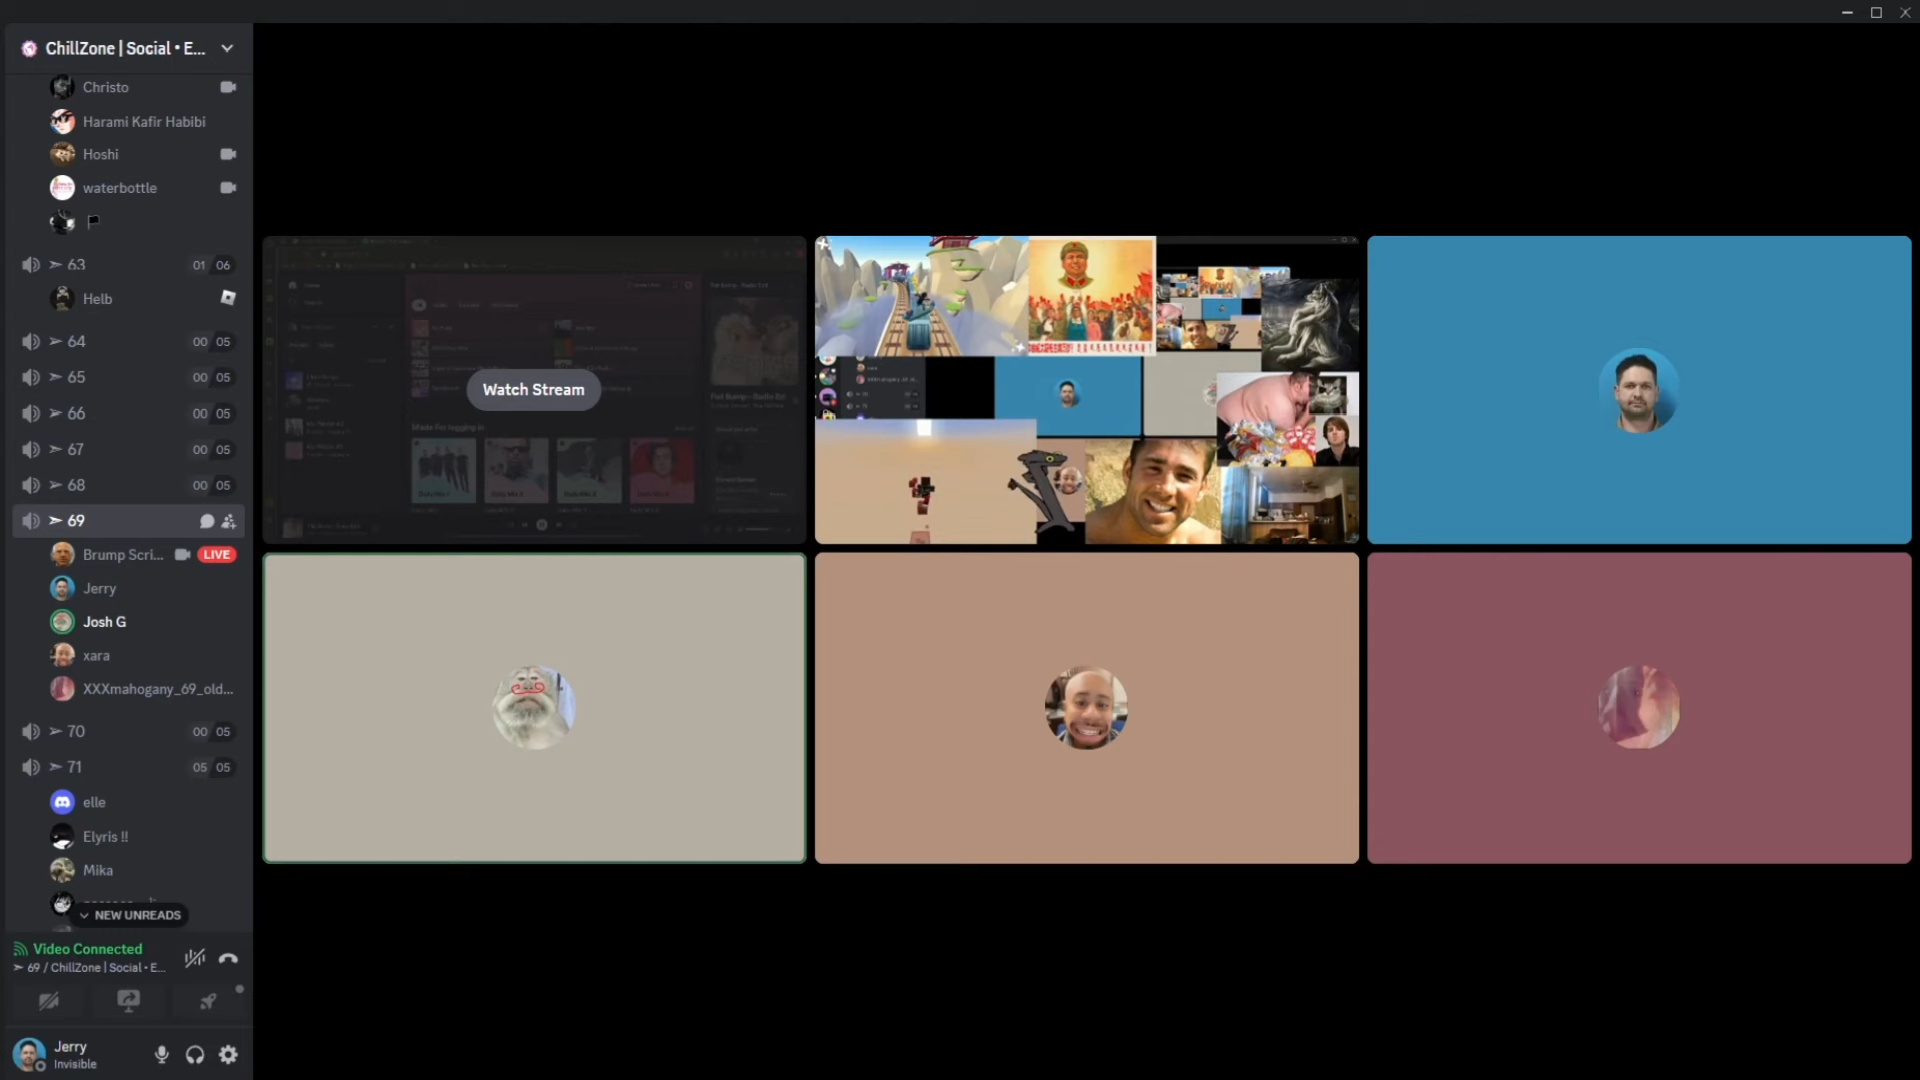 ChillZone | Social • E...
Christo
Harami Kafir Habibi
Hoshi
waterbottle
➣ 63
01 06
Helb
➣ 64
00 05
➣ 65
00 05
➣ 66
00 05
➣ 67
00 05
➣ 68
00 05
➣ 69
Brump Scri...
LIVE
Jerry
Josh G
xara
XXXmahogany_69_old...
➣ 70
00 05
➣ 71
05 05
elle
Elyris !!
Mika
NEW UNREADS
Video Connected
➣ 69 / ChillZone | Social • E...
Jerry
Invisible
Watch Stream